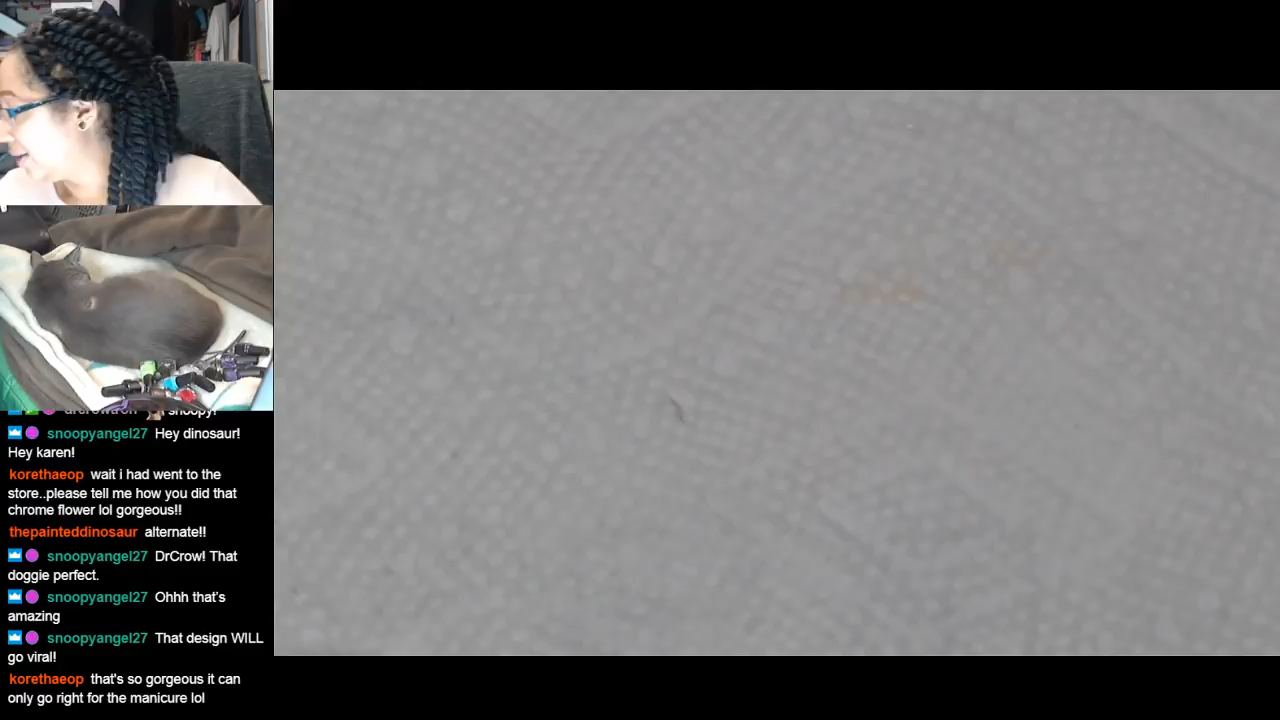 snoopy!
snoopyangel27 Hey dinosaur!
Hey karen!
korethaeop wait i had went to the
store..please tell me how you did that
chrome flower lol gorgeous!!
thepainteddinosaur alternate!!
snoopyangel27 DrCrow! That
doggie perfect.
snoopyangel27 Ohhh that's
amazing
snoopyangel27 That design WILL
go viral!
korethaeop that's so gorgeous it can
only go right for the manicure lol